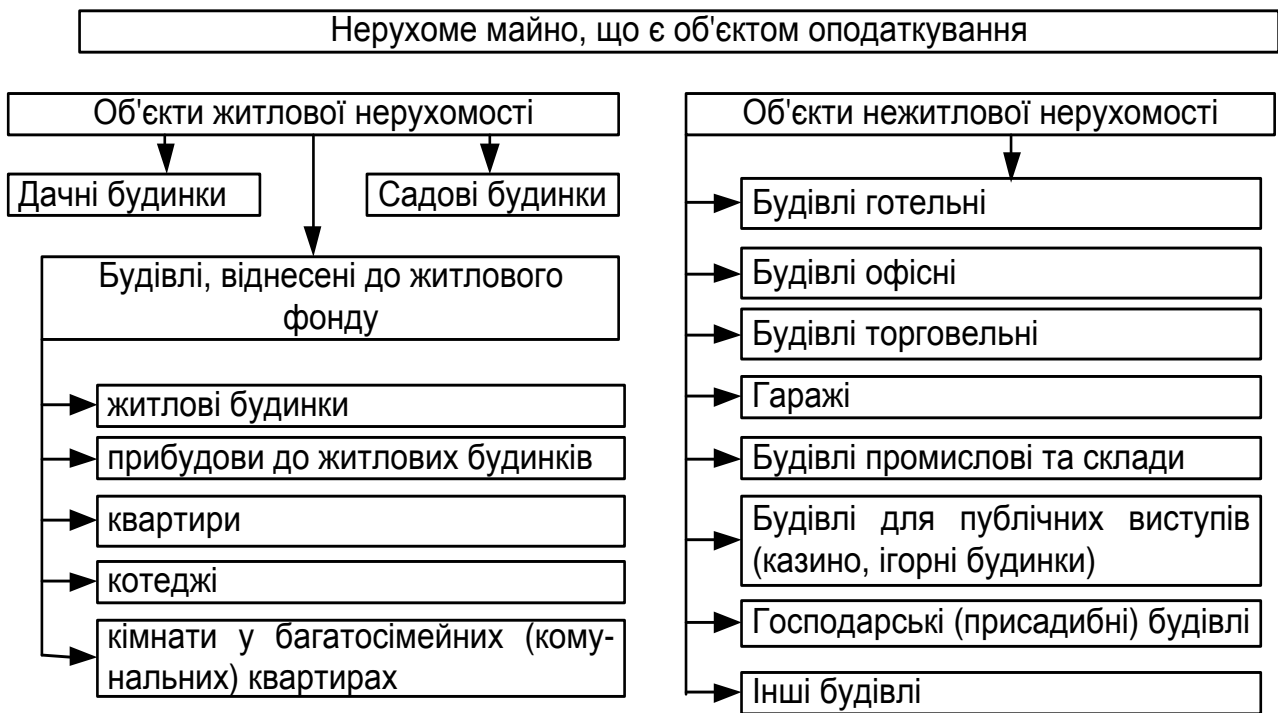 Нерухоме майно, що є об'єктом оподаткування
Об'єкти житлової нерухомості
Дачні будинки
Садові будинки
Будівлі, віднесені до житлового
фонду
житлові будинки
прибудови до житлових будинків
квартири
котеджі
кімнати у багатосімейних (кому-
нальних) квартирах
Об'єкти нежитлової нерухомості
Будівлі готельні
Будівлі офісні
Будівлі торговельні
Гаражі
Будівлі промислові та склади
Будівлі для публічних виступів
(казино, ігорні будинки)
Господарські (присадибні) будівлі
Інші будівлі